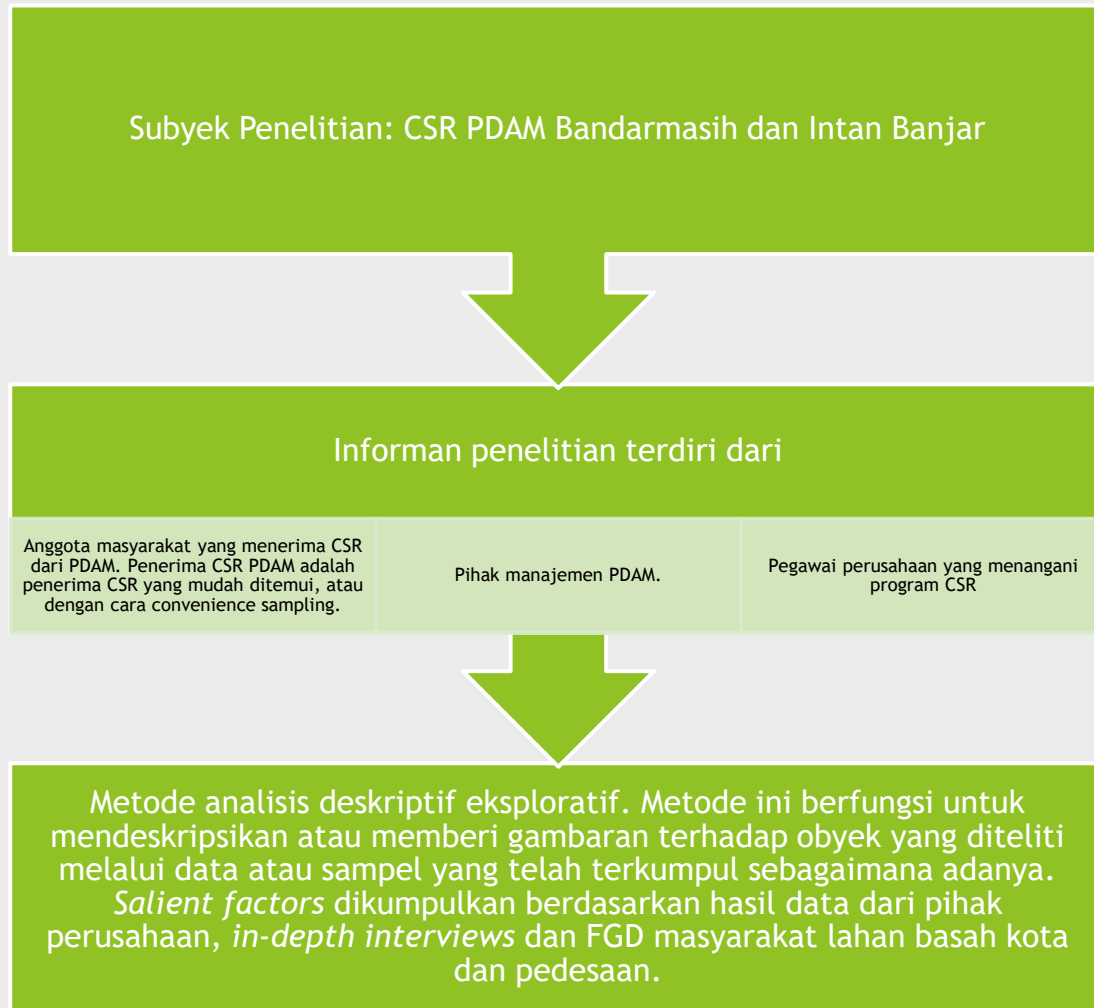 Subyek Penelitian: CSR PDAM Bandarmasih dan Intan Banjar
Informan penelitian terdiri dari
Anggota masyarakat yang menerima CSR
dari PDAM. Penerima CSR PDAM adalah
penerima CSR yang mudah ditemui, atau
dengan cara convenience sampling.
Pihak manajemen PDAM.
Pegawai perusahaan yang menangani
program CSR
Metode analisis deskriptif eksploratif. Metode ini berfungsi untuk
mendeskripsikan atau memberi gambaran terhadap obyek yang diteliti
melalui data atau sampel yang telah terkumpul sebagaimana adanya.
Salient factors dikumpulkan berdasarkan hasil data dari pihak
perusahaan, in-depth interviews dan FGD masyarakat lahan basah kota
dan pedesaan.